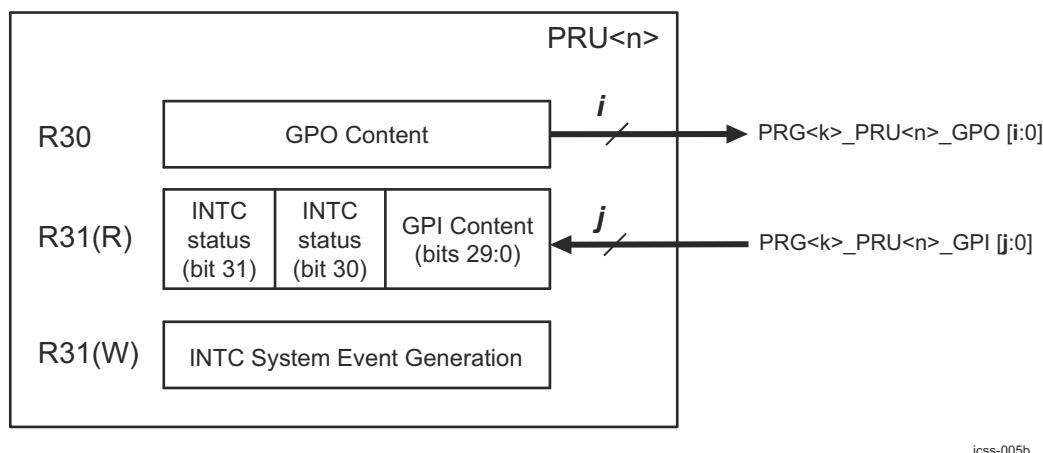 PRU<n>
R30
GPO Content
i
PRG<k>_PRU<n>_GPO [i:0]
R31(R)
INTC
status
(bit 31)
INTC
status
(bit 30)
GPI Content
(bits 29:0)
j
PRG<k>_PRU<n>_GPI [j:0]
R31(W)
INTC System Event Generation
icss-005b